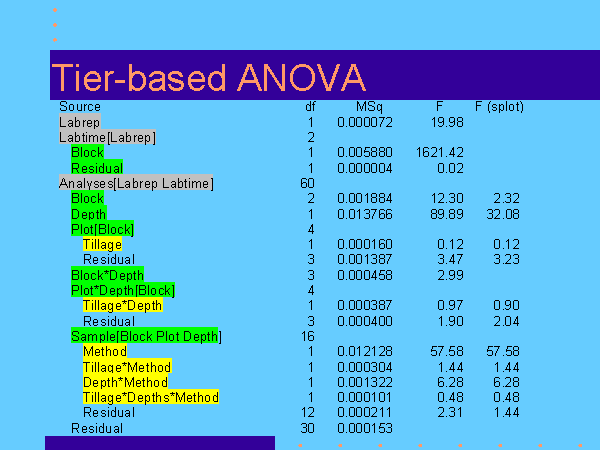 Tier-based ANOVA
Source df MSq F F (splot)
Labrep 1 0.000072 19.98
Labtime[Labrep] 2
Block 1 0.005880 1621.42
Residual 1 0.000004 0.02
Analyses[Labrep Labtime] 60
Block 2 0.001884 12.30 2.32
Depth 1 0.013766 89.89 32.08
Plot[Block] 4
Tillage 1 0.000160 0.12 0.12
Residual 3 0.001387 3.47 3.23
Block*Depth 3 0.000458 2.99
Plot*Depth[Block] 4
Tillage*Depth 1 0.000387 0.97 0.90
Residual 3 0.000400 1.90 2.04
Sample[Block Plot Depth] 16
Method 1 0.012128 57.58 57.58
Tillage*Method 1 0.000304 1.44 1.44
Depth*Method 1 0.001322 6.28 6.28
Tillage*Depths*Method 1 0.000101 0.48 0.48
Residual 12 0.000211 2.31 1.44
Residual 30 0.000153